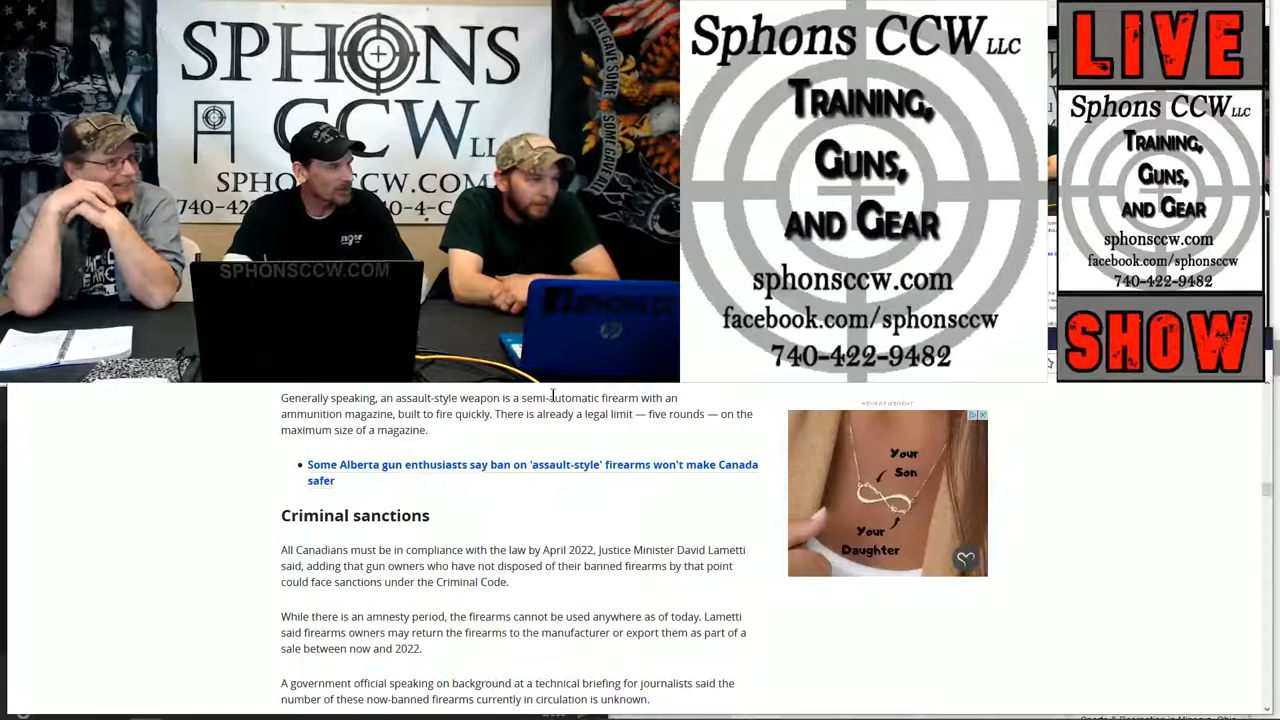 SPHONS
CCW
SPHONSCCW.COM
ALL GAVE SOME
SOME GAVE ALL
SPHONSCCW.COM
hp
Sphons CCW LLC
Training,
Guns,
and Gear
sphonsccw.com
facebook.com/sphonsccw
740-422-9482
LIVE
Sphons CCW LLC
Training,
Guns,
and Gear
sphonsccw.com
facebook.com/sphonsccw
740-422-9482
SHOW
Generally speaking, an assault-style weapon is a semi-automatic firearm with an
ammunition magazine, built to fire quickly. There is already a legal limit — five rounds — on the
maximum size of a magazine.
Some Alberta gun enthusiasts say ban on 'assault-style' firearms won't make Canada
safer
Criminal sanctions
All Canadians must be in compliance with the law by April 2022, Justice Minister David Lametti
said, adding that gun owners who have not disposed of their banned firearms by that point
could face sanctions under the Criminal Code.
While there is an amnesty period, the firearms cannot be used anywhere as of today. Lametti
said firearms owners may return the firearms to the manufacturer or export them as part of a
sale between now and 2022.
A government official speaking on background at a technical briefing for journalists said the
number of these now-banned firearms currently in circulation is unknown.
ADVERTISEMENT
Your
Son
Your
Daughter